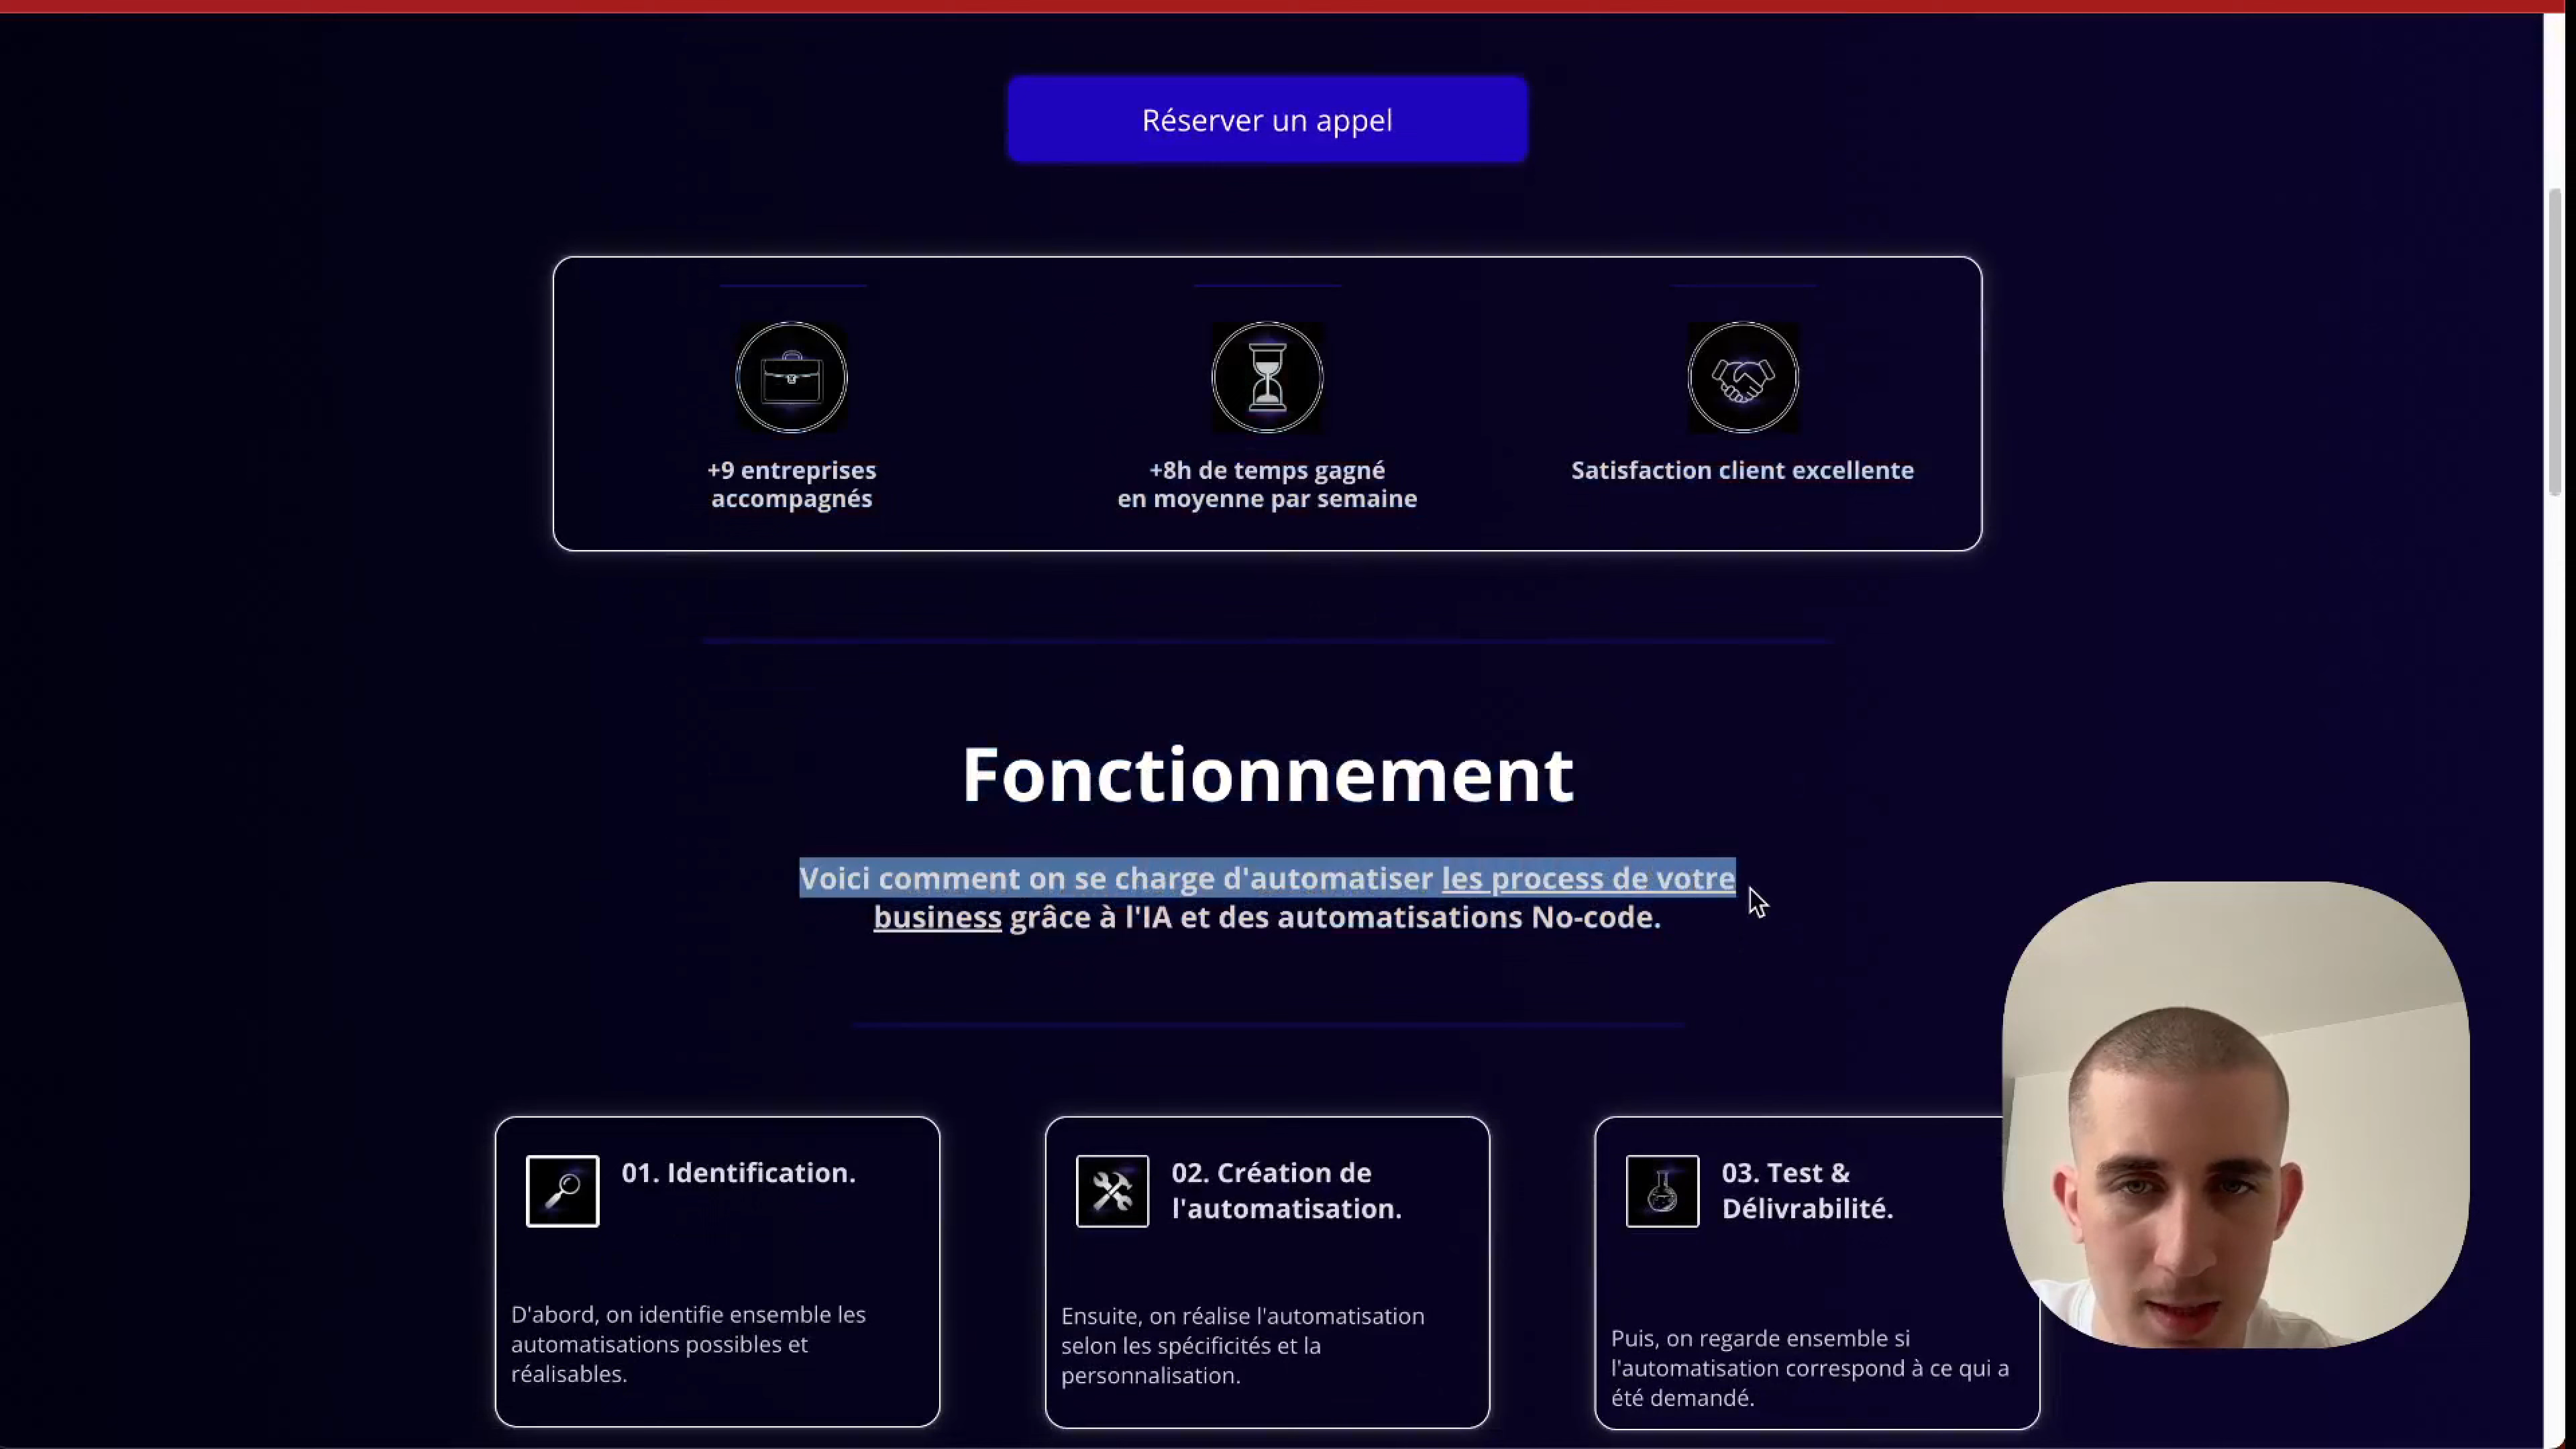 Réserver un appel
+9 entreprises
accompagnés
+8h de temps gagné
en moyenne par semaine
Satisfaction client excellente
Fonctionnement
Voici comment on se charge d'automatiser les process de votre
business grâce à l'IA et des automatisations No-code.
01. Identification.
D'abord, on identifie ensemble les
automatisations possibles et
réalisables.
02. Création de
l'automatisation.
Ensuite, on réalise l'automatisation
selon les spécificités et la
personnalisation.
03. Test &
Délivrabilité.
Puis, on regarde ensemble si
l'automatisation correspond à ce qui a
été demandé.